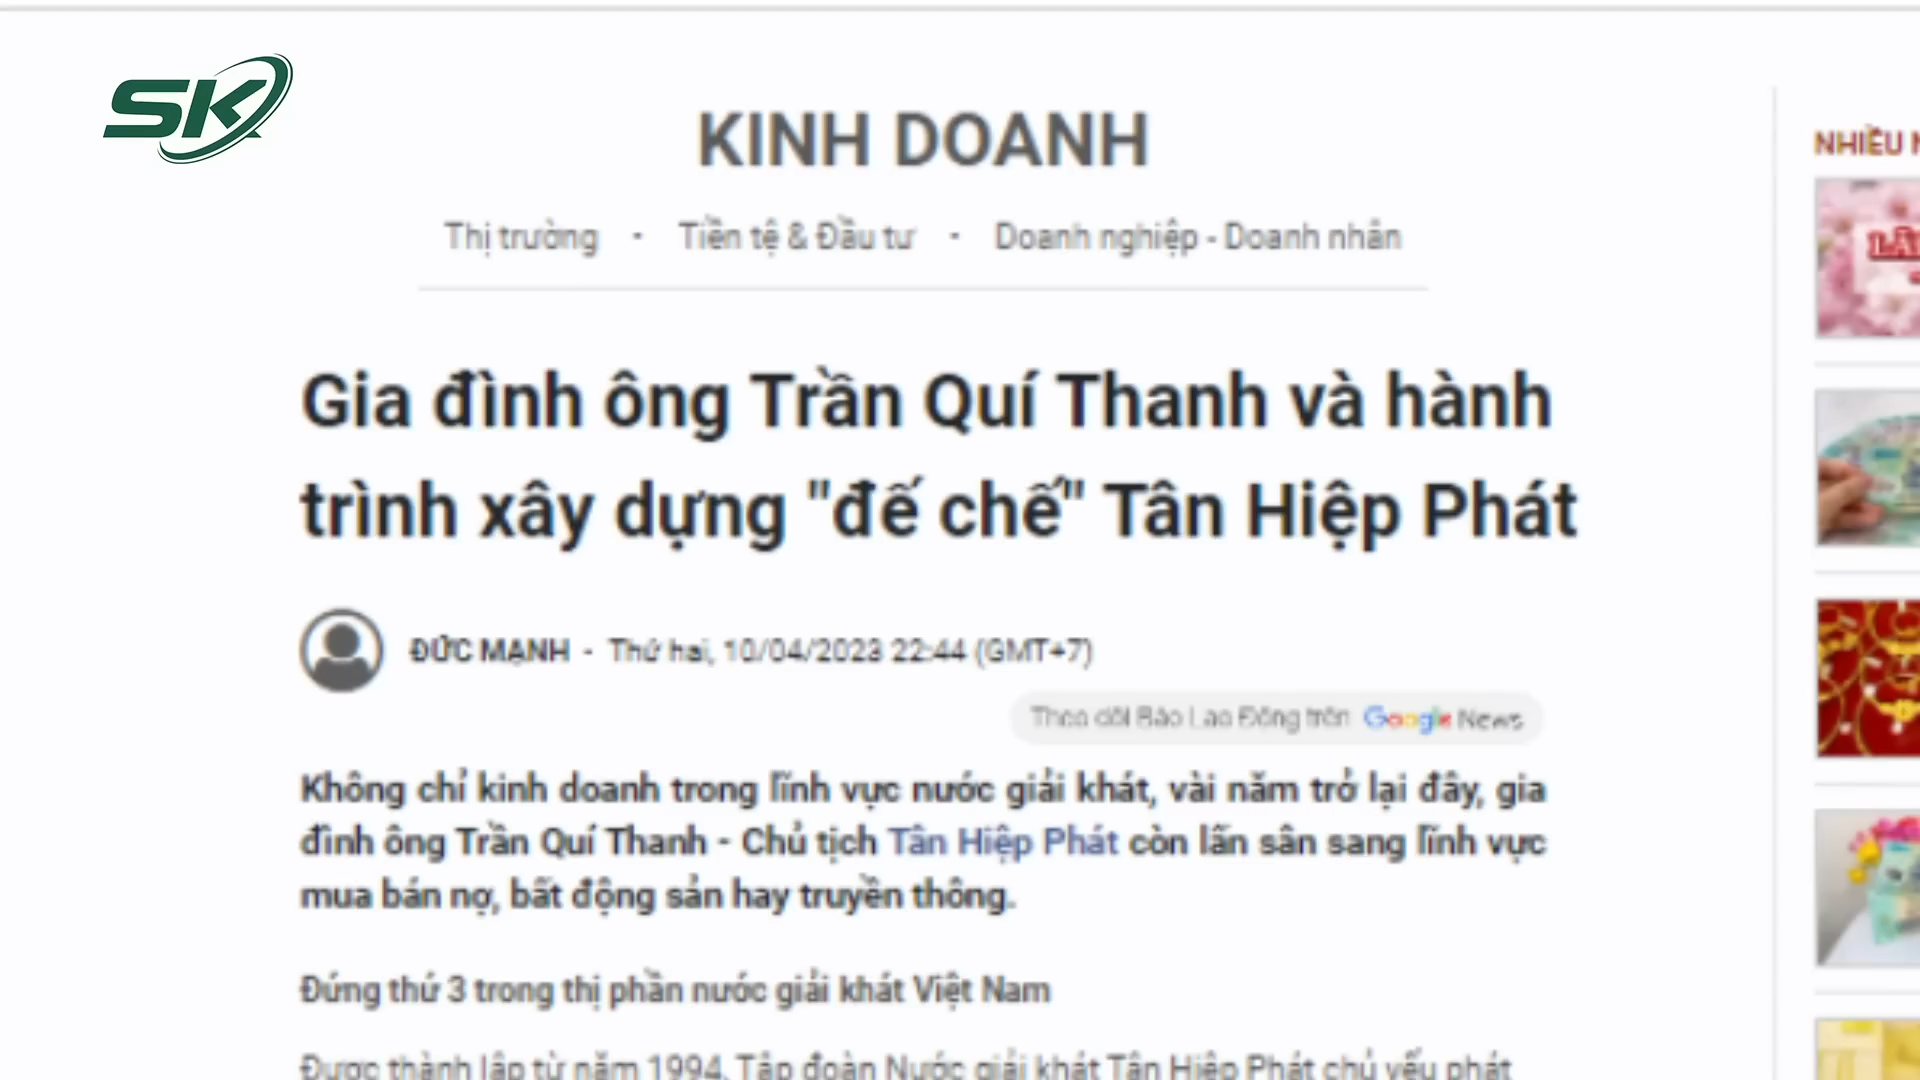 SK
KINH DOANH
Thị trường · Tiền tệ & Đầu tư · Doanh nghiệp - Doanh nhân
NHIỀU
Gia đình ông Trần Quí Thanh và hành
trình xây dựng "đế chế" Tân Hiệp Phát
ĐỨC MẠNH - Thứ hai, 10/04/2023 22:44 (GMT+7)
Theo dõi Báo Lao Động trên Google News
Không chỉ kinh doanh trong lĩnh vực nước giải khát, vài năm trở lại đây, gia
đình ông Trần Quí Thanh - Chủ tịch Tân Hiệp Phát còn lấn sân sang lĩnh vực
mua bán nợ, bất động sản hay truyền thông.
Đứng thứ 3 trong thị phần nước giải khát Việt Nam
Được thành lập từ năm 1994, Tập đoàn Nước giải khát Tân Hiệp Phát chủ yếu phát